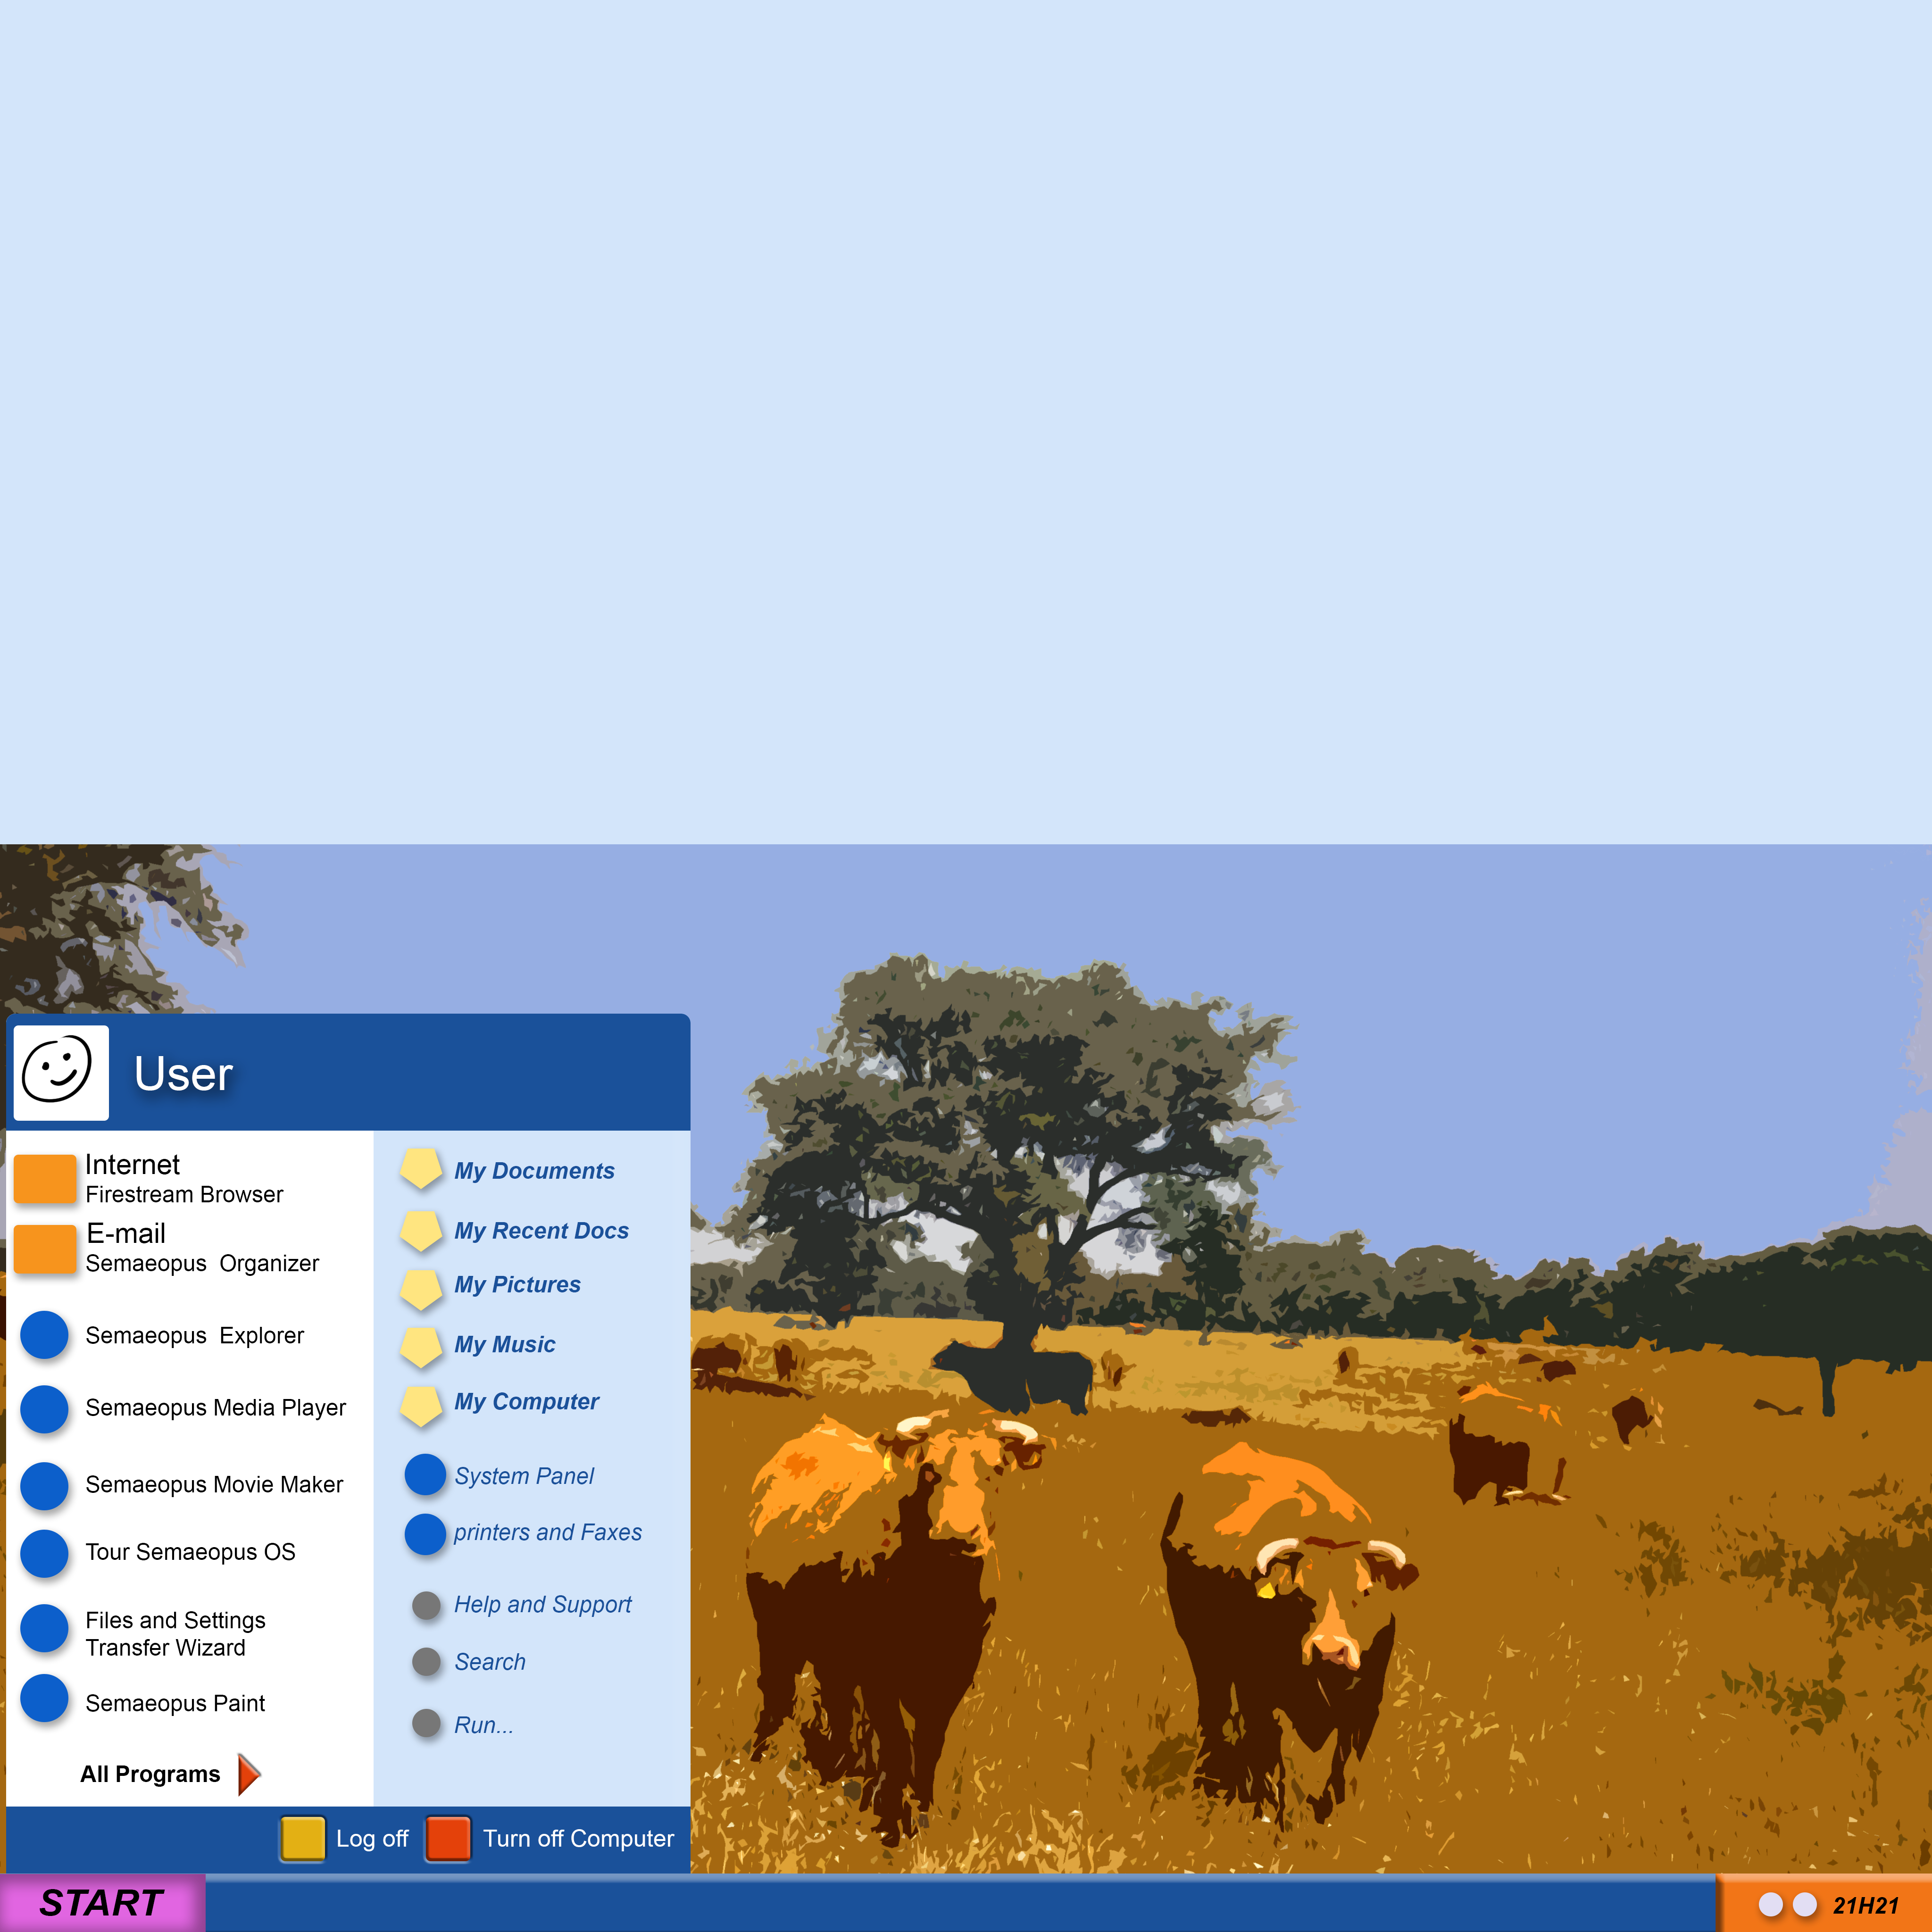 User
Internet
Firestream Browser
E-mail
Semaeopus Organizer
Semaeopus Explorer
Semaeopus Media Player
Semaeopus Movie Maker
Tour Semaeopus OS
Files and Settings
Transfer Wizard
Semaeopus Paint
All Programs
My Documents
My Recent Docs
My Pictures
My Music
My Computer
System Panel
printers and Faxes
Help and Support
Search
Run...
Log off
Turn off Computer
START
21H21